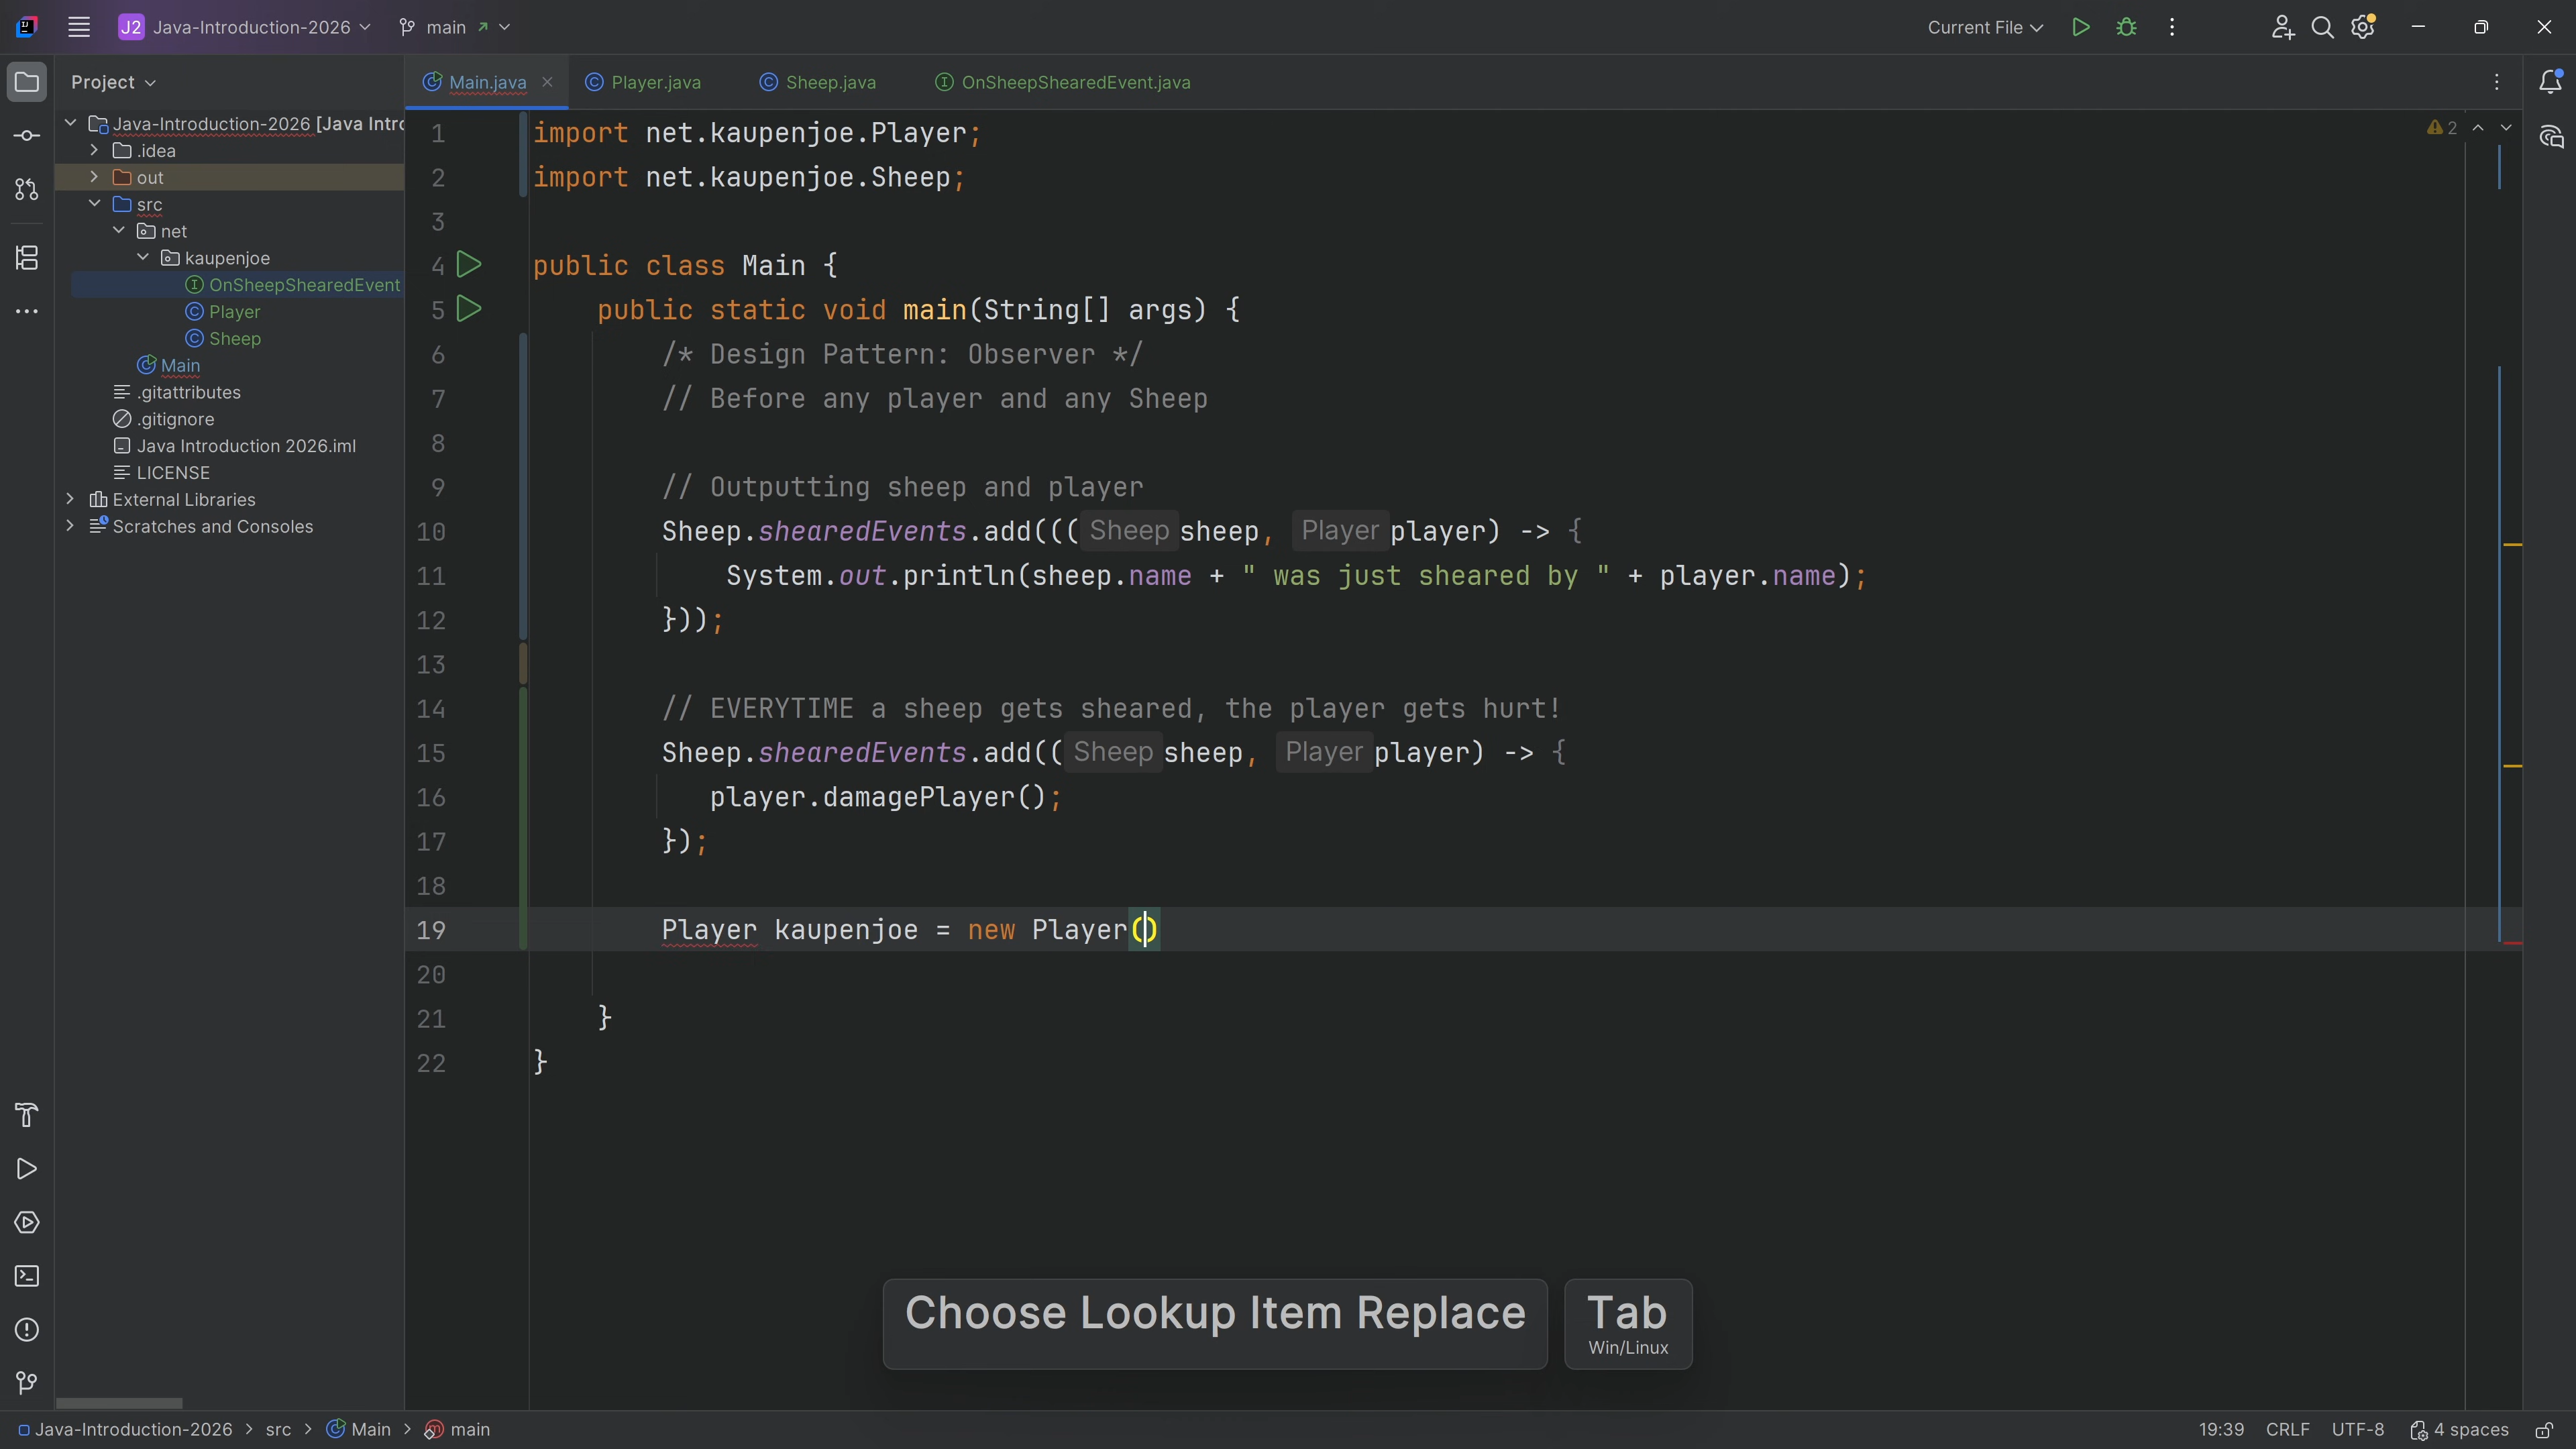 J2 Java-Introduction-2026 main Current File
Project
Main.java Player.java Sheep.java OnSheepShearedEvent.java
Java-Introduction-2026 [Java Intro
.idea
out
src
net
kaupenjoe
OnSheepShearedEvent
Player
Sheep
Main
.gitattributes
.gitignore
Java Introduction 2026.iml
LICENSE
External Libraries
Scratches and Consoles
2
1 import net.kaupenjoe.Player;
2 import net.kaupenjoe.Sheep;
3
4 public class Main {
5 public static void main(String[] args) {
6 /* Design Pattern: Observer */
7 // Before any player and any Sheep
8
9 // Outputting sheep and player
10 Sheep.shearedEvents.add(((Sheep sheep, Player player) -> {
11 System.out.println(sheep.name + " was just sheared by " + player.name);
12 }));
13
14 // EVERYTIME a sheep gets sheared, the player gets hurt!
15 Sheep.shearedEvents.add((Sheep sheep, Player player) -> {
16 player.damagePlayer();
17 });
18
19 Player kaupenjoe = new Player()
20
21 }
22 }
Choose Lookup Item Replace Tab
Win/Linux
Java-Introduction-2026 > src > Main > main 19:39 CRLF UTF-8 4 spaces